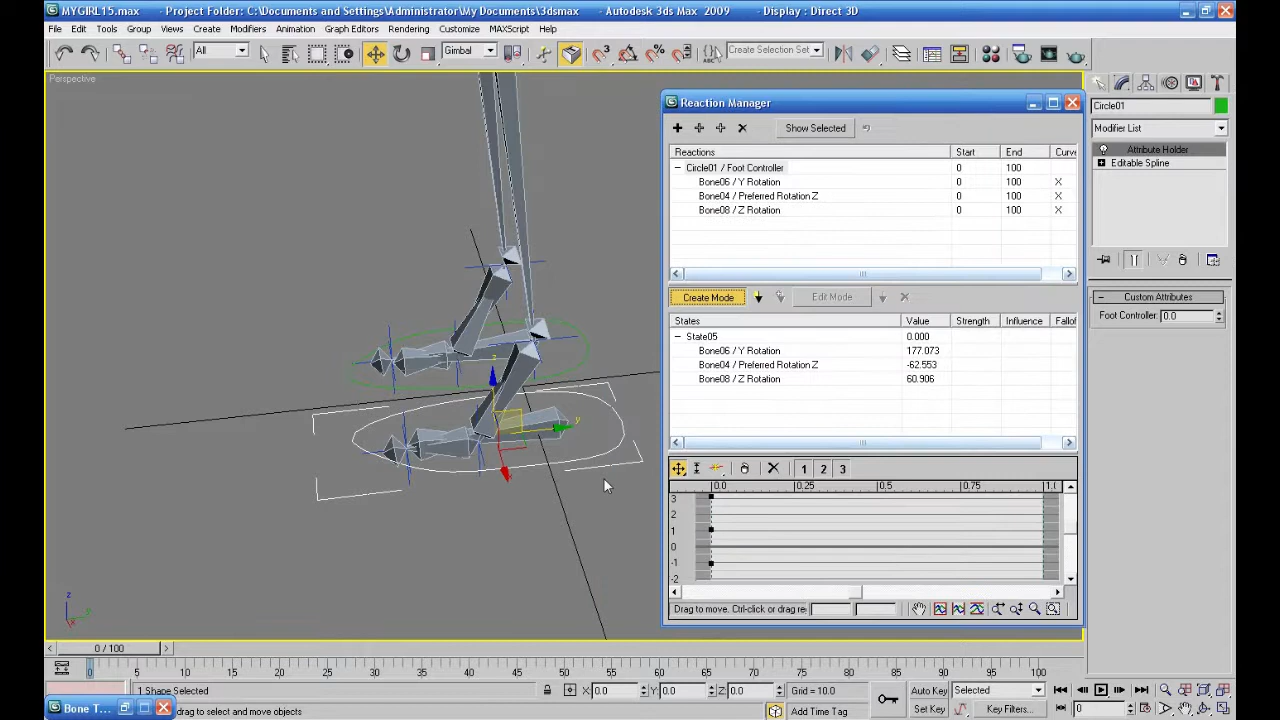 MYGIRL15.max - Project Folder: C:\Documents and Settings\Administrator\My Documents\3dsmax - Autodesk 3ds Max 2009 - Display : Direct 3D
File Edit Tools Group Views Create Modifiers Animation Graph Editors Rendering Customize MAXScript Help
All Gimbal Create Selection Set
Perspective
Reaction Manager
Show Selected
Reactions Start End Curve
Circle01 / Foot Controller 0 100
Bone06 / Y Rotation 0 100 X
Bone04 / Preferred Rotation Z 0 100 X
Bone08 / Z Rotation 0 100 X
Create Mode Edit Mode
States Value Strength Influence Fallof
State05 0.000
Bone06 / Y Rotation 177.073
Bone04 / Preferred Rotation Z -62.553
Bone08 / Z Rotation 60.906
1 2 3
0.0 0.25 0.5 0.75 1.(
3
2
1
0
-1
-2
Drag to move. Ctrl-click or drag re
Circle01
Modifier List
Attribute Holder
Editable Spline
Custom Attributes
Foot Controller: 0.0
z
y
x
z
y
x
0 / 100
0 5 10 15 20 25 30 35 40 45 50 55 60 65 70 75 80 85 90 95 100
1 Shape Selected X: 0.0 Y: 0.0 Z: 0.0 Grid = 10.0 Auto Key Selected
Bone T... drag to select and move objects Add Time Tag Set Key Key Filters... 0